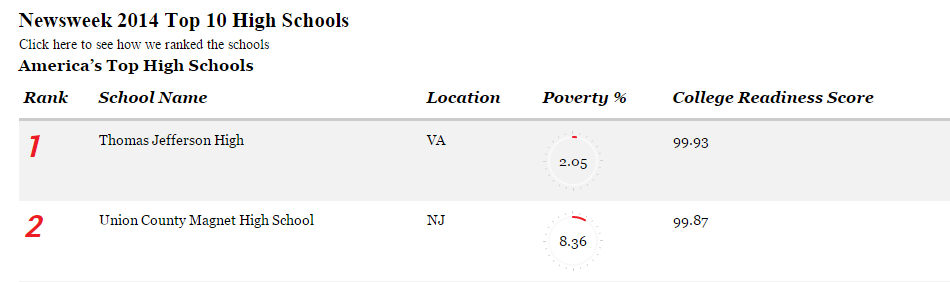 Newsweek 2014 Top 10 High Schools
Click here to see how we ranked the schools
America's Top High Schools
Rank School Name Location Poverty % College Readiness Score
1 Thomas Jefferson High VA 2.05 99.93
2 Union County Magnet High School NJ 8.36 99.87